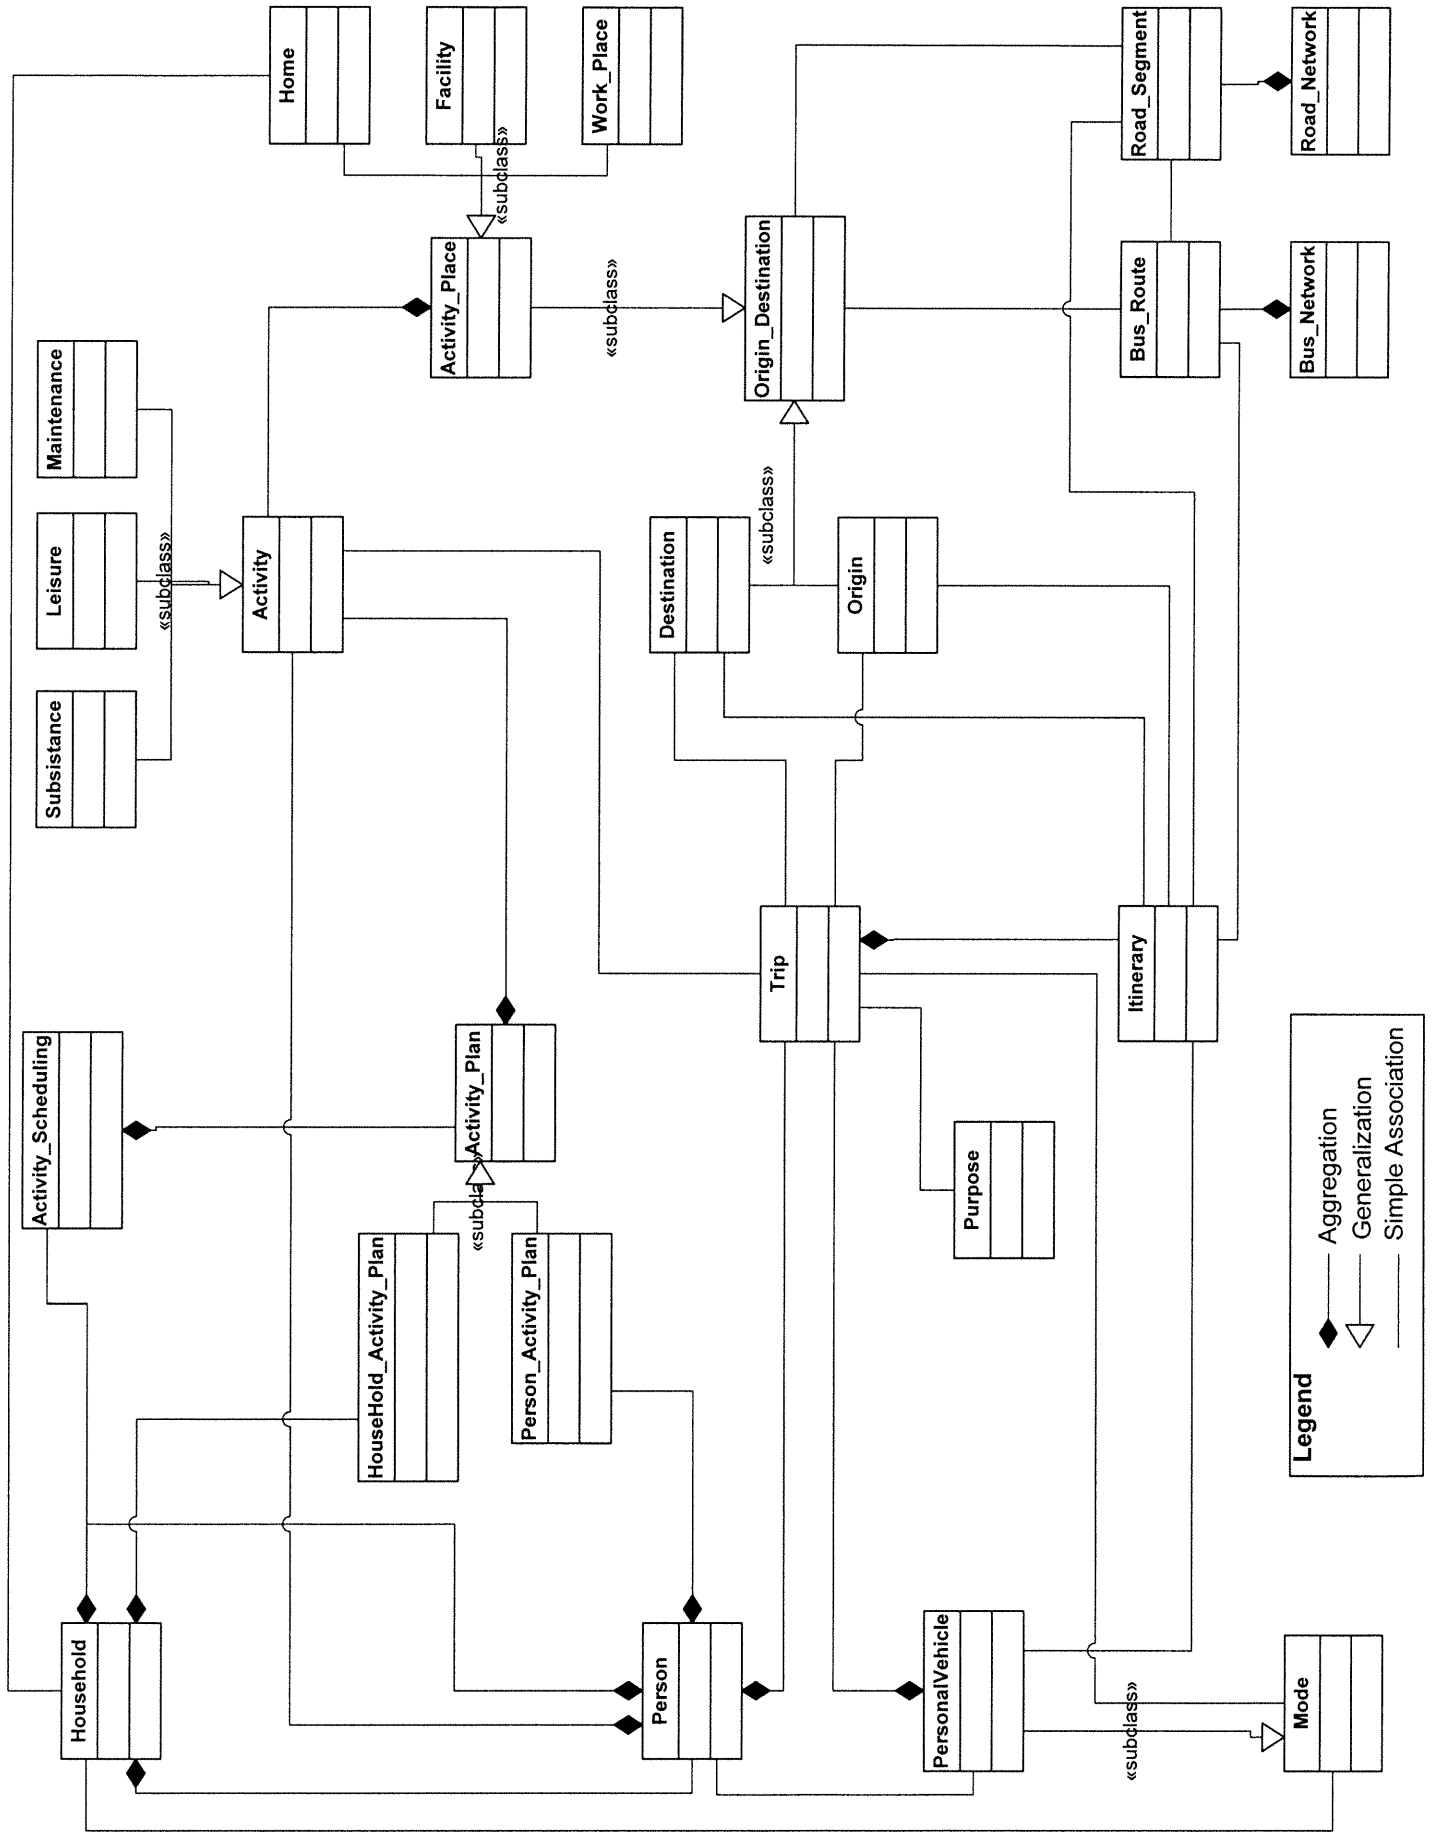 Household
Activity_Scheduling
Subsistance
Leisure
Maintenance
Activity
«subclass»
Home
Facility
Work_Place
«subclass»
Activity_Place
«subclass»
HouseHold_Activity_Plan
Person_Activity_Plan
«subcla
Activity_Plan
Person
Trip
Destination
Origin
«subclass»
Origin_Destination
PersonalVehicle
Purpose
Itinerary
Bus_Route
Road_Segment
«subclass»
Mode
Bus_Network
Road_Network
Legend
Aggregation
Generalization
Simple Association